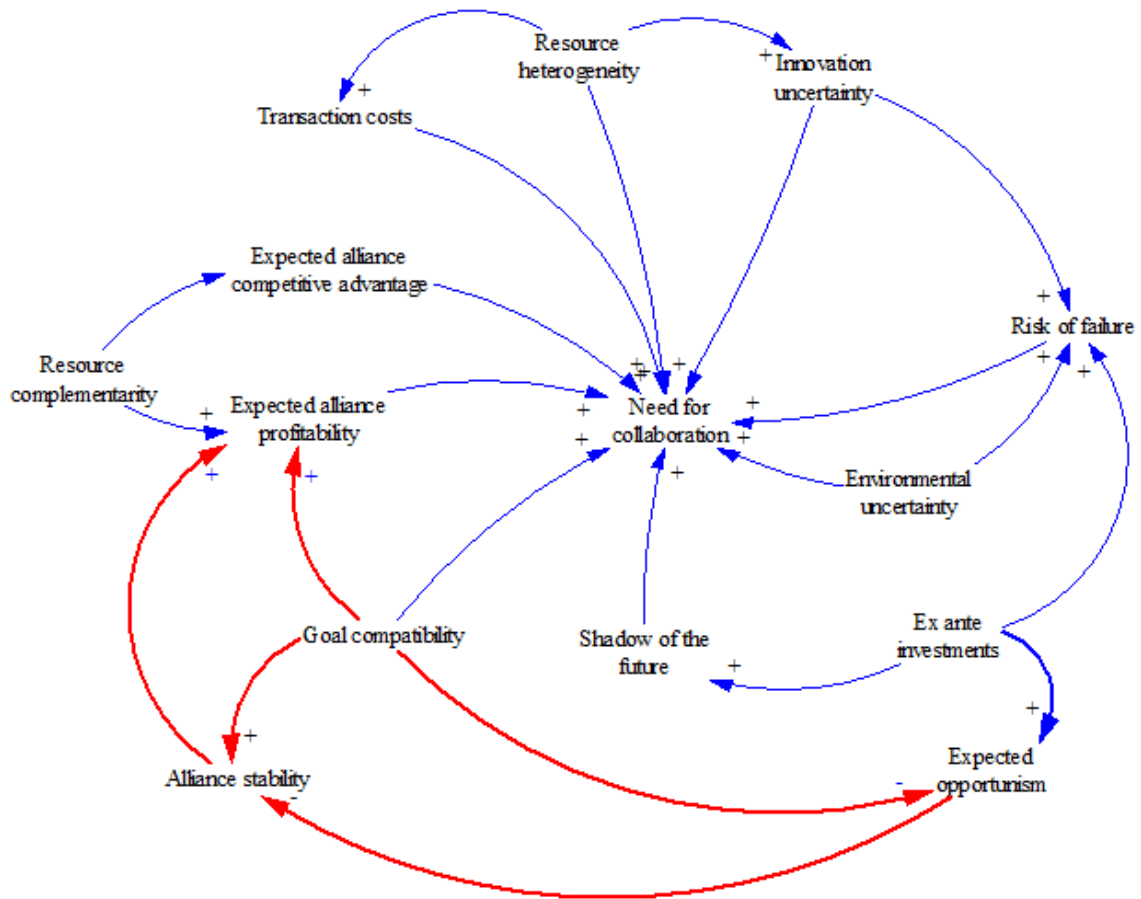 Resource
heterogeneity
+
Innovation
uncertainty
+
Transaction costs
Expected alliance
competitive advantage
+
Risk of failure
+
+
Resource
complementarity
+
+
+
+
Expected alliance
profitability
+
+
Need for
collaboration
+
+
+
+
+
+
Environmental
uncertainty
Goal compatibility
Shadow of the
future
+
Ex ante
investments
+
+
Alliance stability
-
Expected
opportunism
-